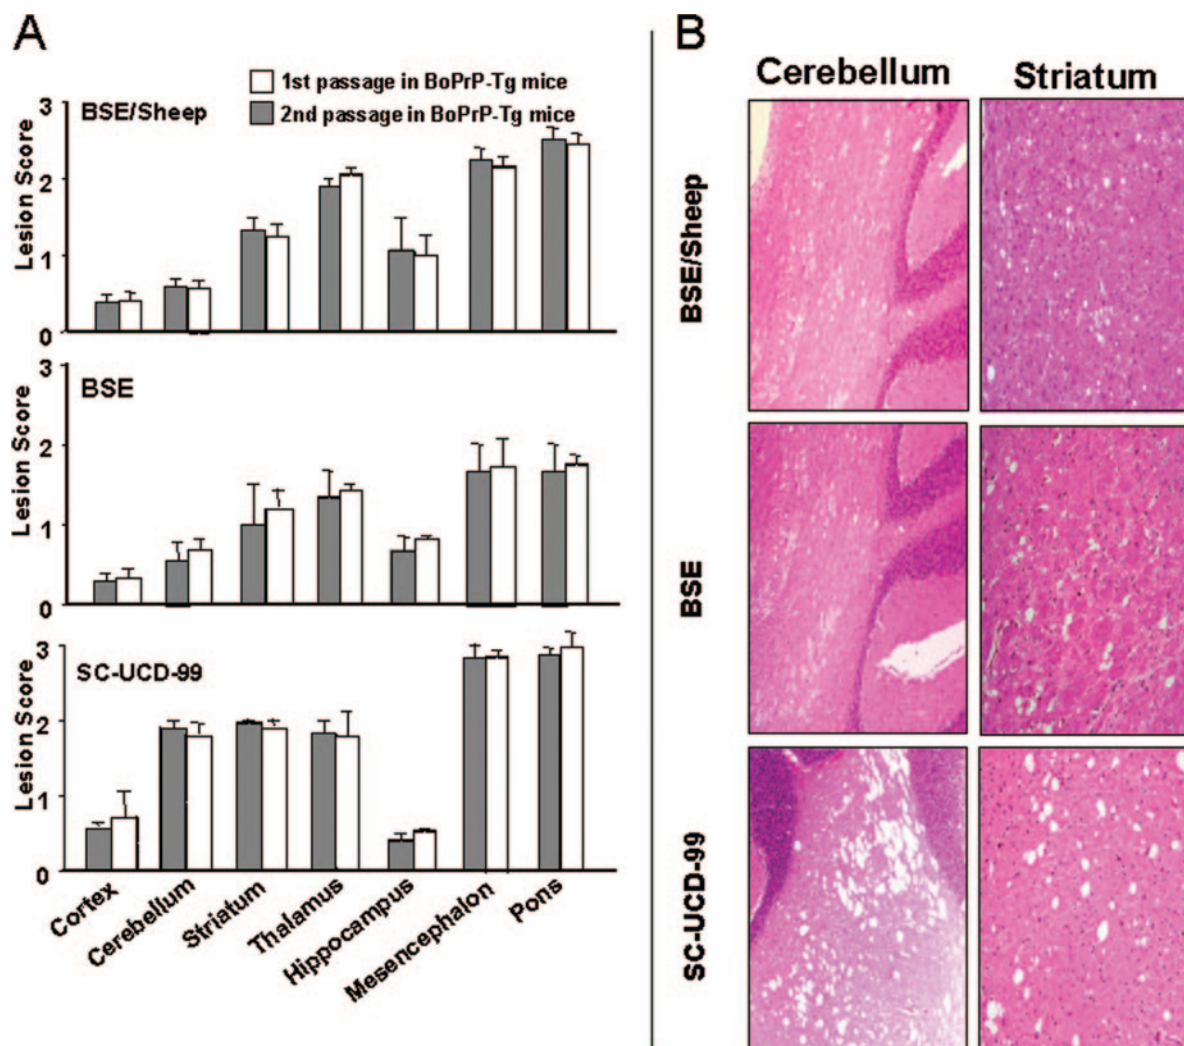 A
1st passage in BoPrP-Tg mice
2nd passage in BoPrP-Tg mice
3
2
1
0
Lesion Score
BSE/Sheep
3
2
1
0
Lesion Score
BSE
3
2
1
0
Lesion Score
SC-UCD-99
Cortex
Cerebellum
Striatum
Thalamus
Hippocampus
Mesencephalon
Pons
B
Cerebellum
Striatum
BSE/Sheep
BSE
SC-UCD-99